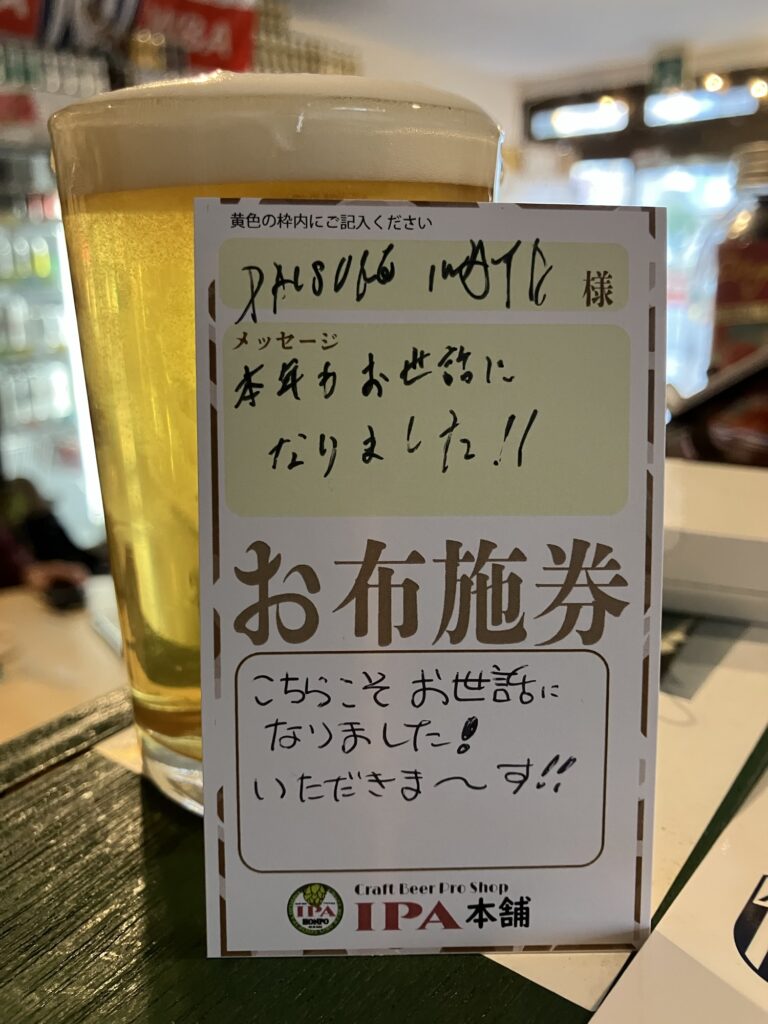 黄色の枠内にご記入ください
様
メッセージ
本年もお世話に
なりました!!
お布施券
こちらこそ お世話に
なりました!
いただきま〜す!!
IPA
HONPO
Craft Beer Pro Shop
IPA本舗